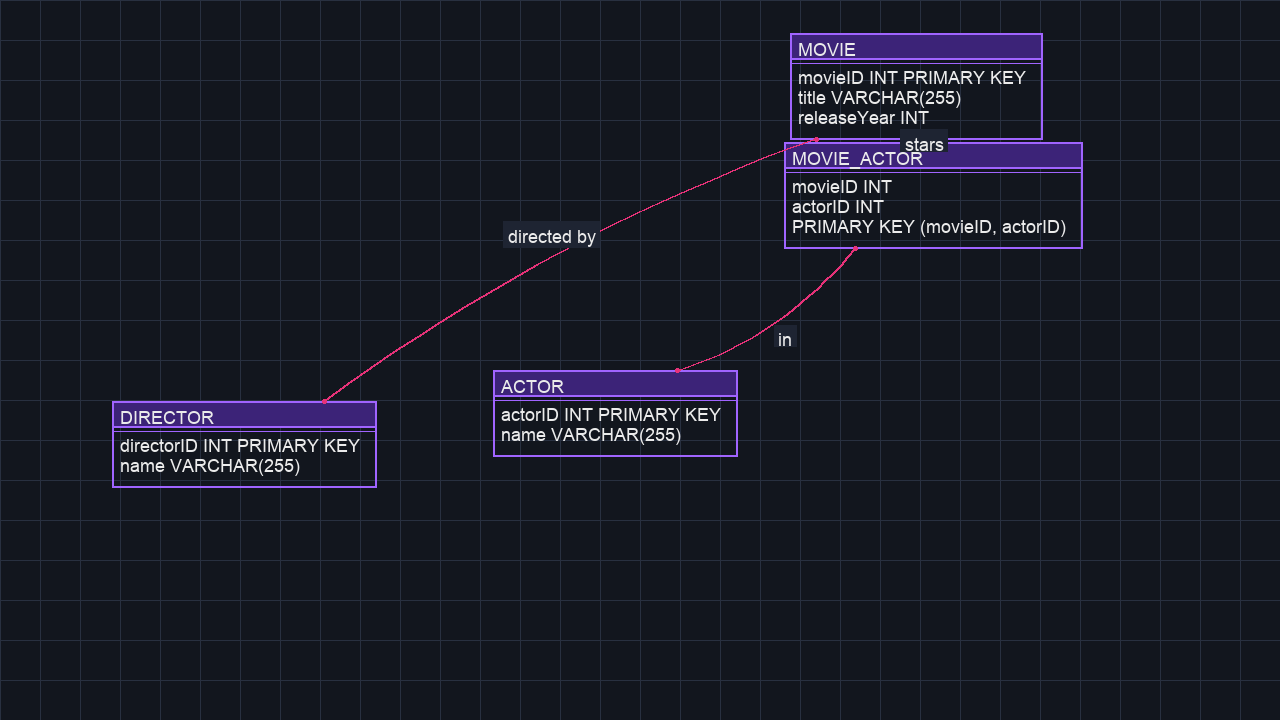 MOVIE
movieID INT PRIMARY KEY
title VARCHAR(255)
releaseYear INT
stars
MOVIE_ACTOR
movieID INT
actorID INT
PRIMARY KEY (movieID, actorID)
directed by
in
ACTOR
actorID INT PRIMARY KEY
name VARCHAR(255)
DIRECTOR
directorID INT PRIMARY KEY
name VARCHAR(255)